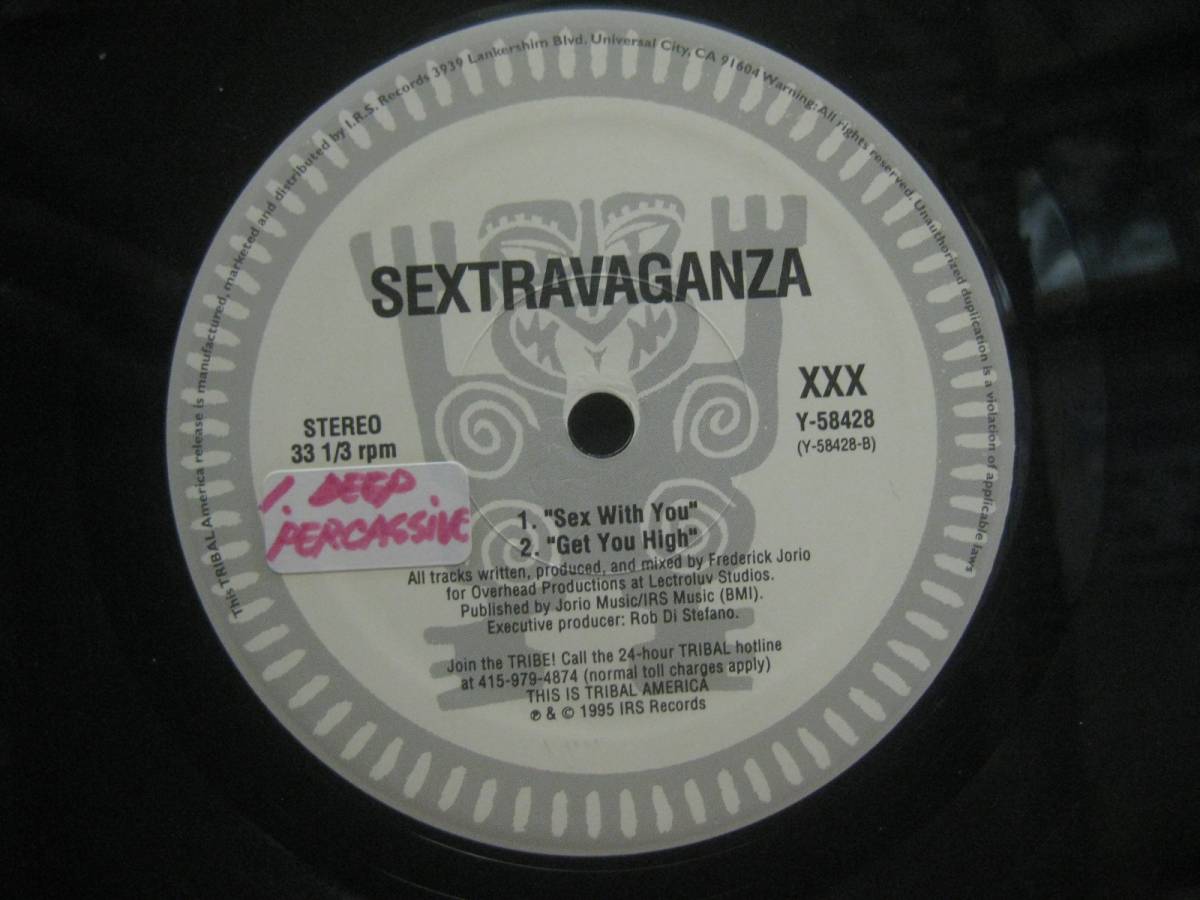 This TRIBAL America release is manufactured, marketed and distributed by I.R.S. Records 3939 Lankershim Blvd. Universal City, CA 91604 Warning: All rights reserved. Unauthorized duplication is a violation of applicable laws
SEXTRAVAGANZA
XXX
Y-58428
(Y-58428-B)
STEREO
33 1/3 rpm
1. DEEP.
PERCASSIVE
1. "Sex With You"
2. "Get You High"
All tracks written, produced, and mixed by Frederick Jorio
for Overhead Productions at Lectroluv Studios.
Published by Jorio Music/IRS Music (BMI).
Executive producer: Rob Di Stefano.
Join the TRIBE! Call the 24-hour TRIBAL hotline
at 415-979-4874 (normal toll charges apply)
THIS IS TRIBAL AMERICA
℗ & © 1995 IRS Records